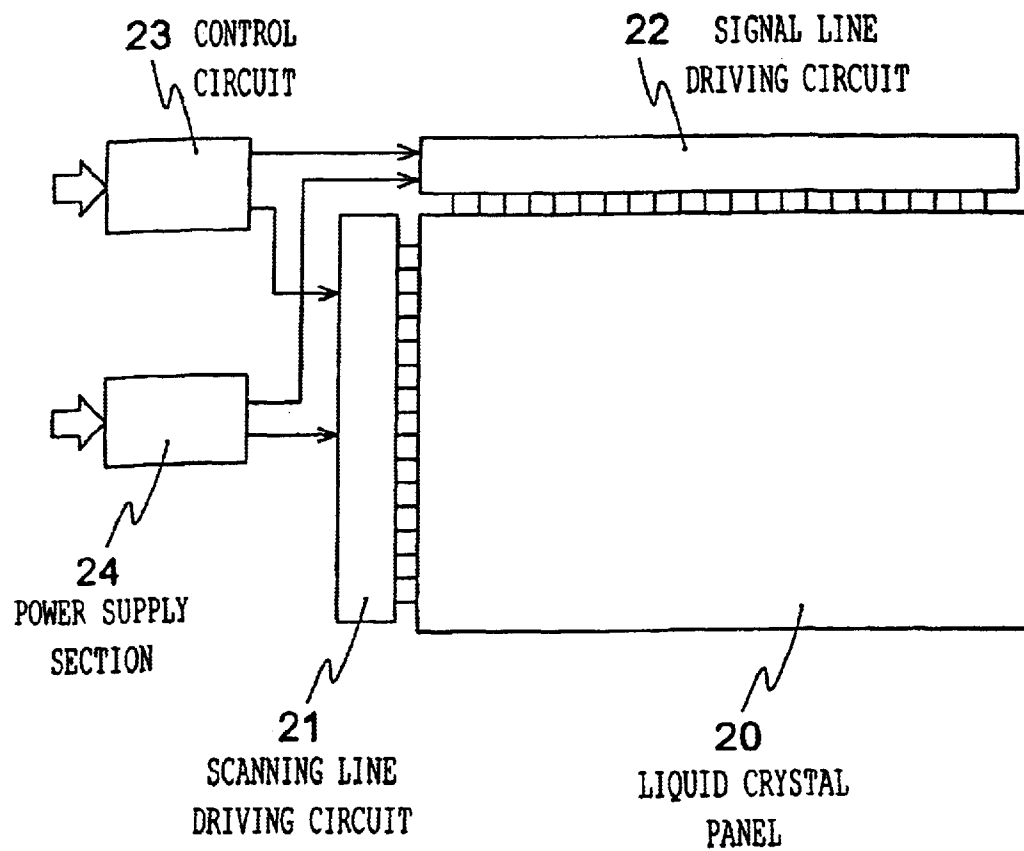 23 CONTROL
CIRCUIT
22 SIGNAL LINE
DRIVING CIRCUIT
24
POWER SUPPLY
SECTION
21
SCANNING LINE
DRIVING CIRCUIT
20
LIQUID CRYSTAL
PANEL